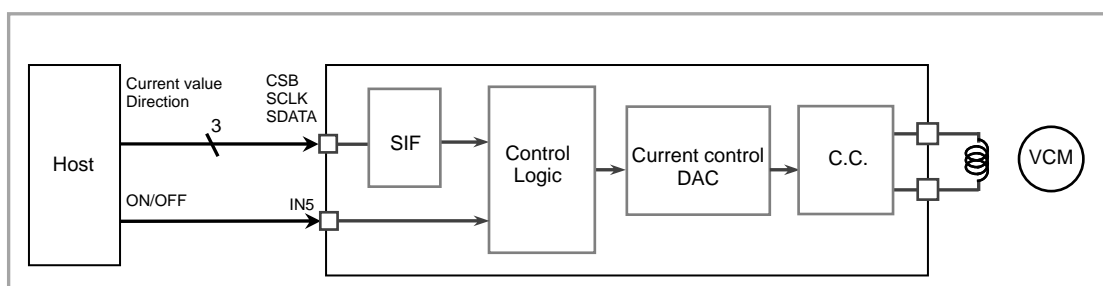 Host
Current value
Direction
3
CSB
SCLK
SDATA
ON/OFF
IN5
SIF
Control
Logic
Current control
DAC
C.C.
VCM